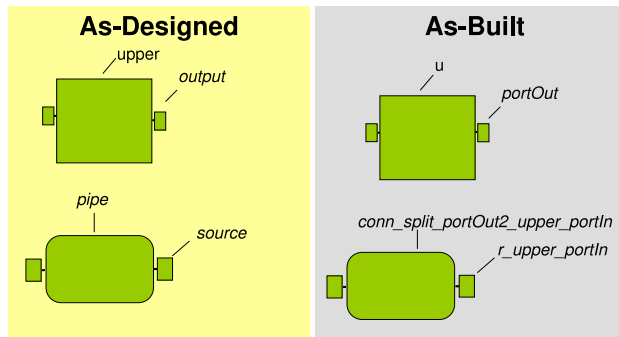 As-Designed
upper
output
pipe
source
As-Built
u
portOut
conn_split_portOut2_upper_portIn
r_upper_portIn